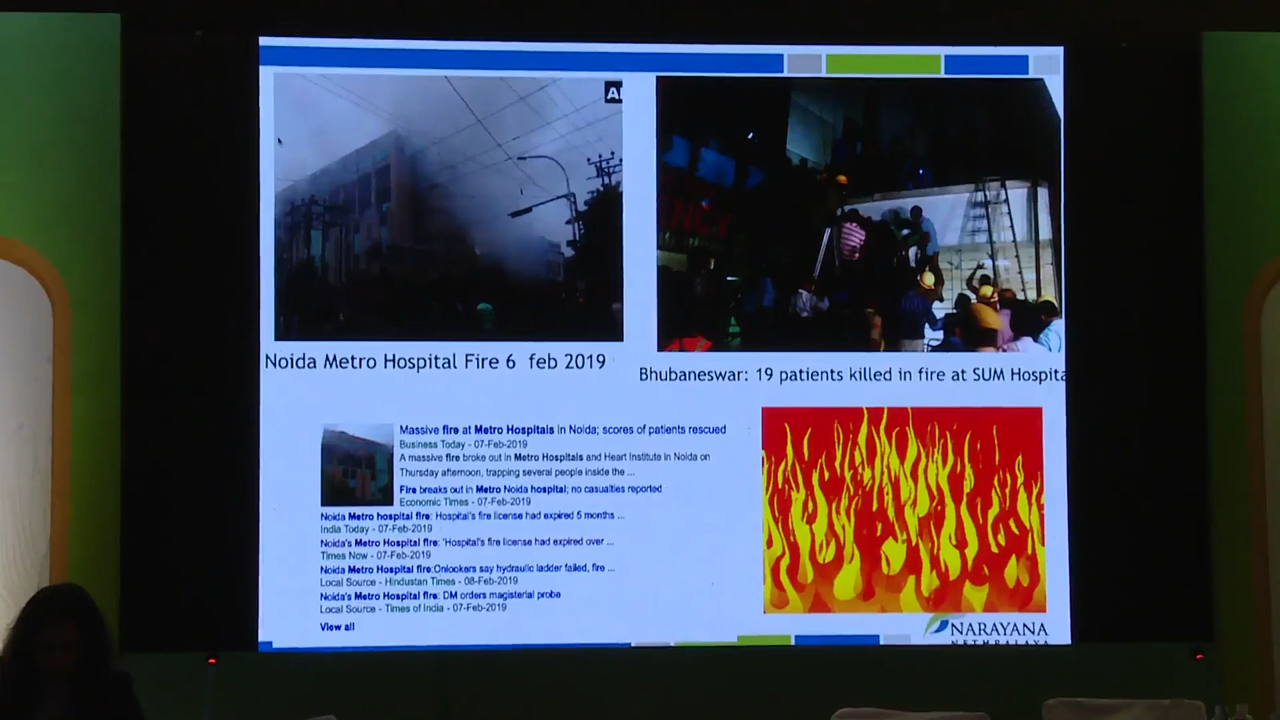 Noida Metro Hospital Fire 6 feb 2019
Bhubaneswar: 19 patients killed in fire at SUM Hospita
Massive fire at Metro Hospitals in Noida; scores of patients rescued
Business Today - 07-Feb-2019
A massive fire broke out in Metro Hospitals and Heart Institute in Noida on
Thursday afternoon, trapping several people inside the ...
Fire breaks out in Metro Noida hospital; no casualties reported
Economic Times - 07-Feb-2019
Noida Metro hospital fire: Hospital's fire license had expired 5 months ...
India Today - 07-Feb-2019
Noida's Metro Hospital fire: 'Hospital's fire license had expired over ...
Times Now - 07-Feb-2019
Noida Metro Hospital fire:Onlookers say hydraulic ladder failed, fire ...
Local Source - Hindustan Times - 08-Feb-2019
Noida's Metro Hospital fire: DM orders magisterial probe
Local Source - Times of India - 07-Feb-2019
View all
NARAYANA
NETHRALAYA